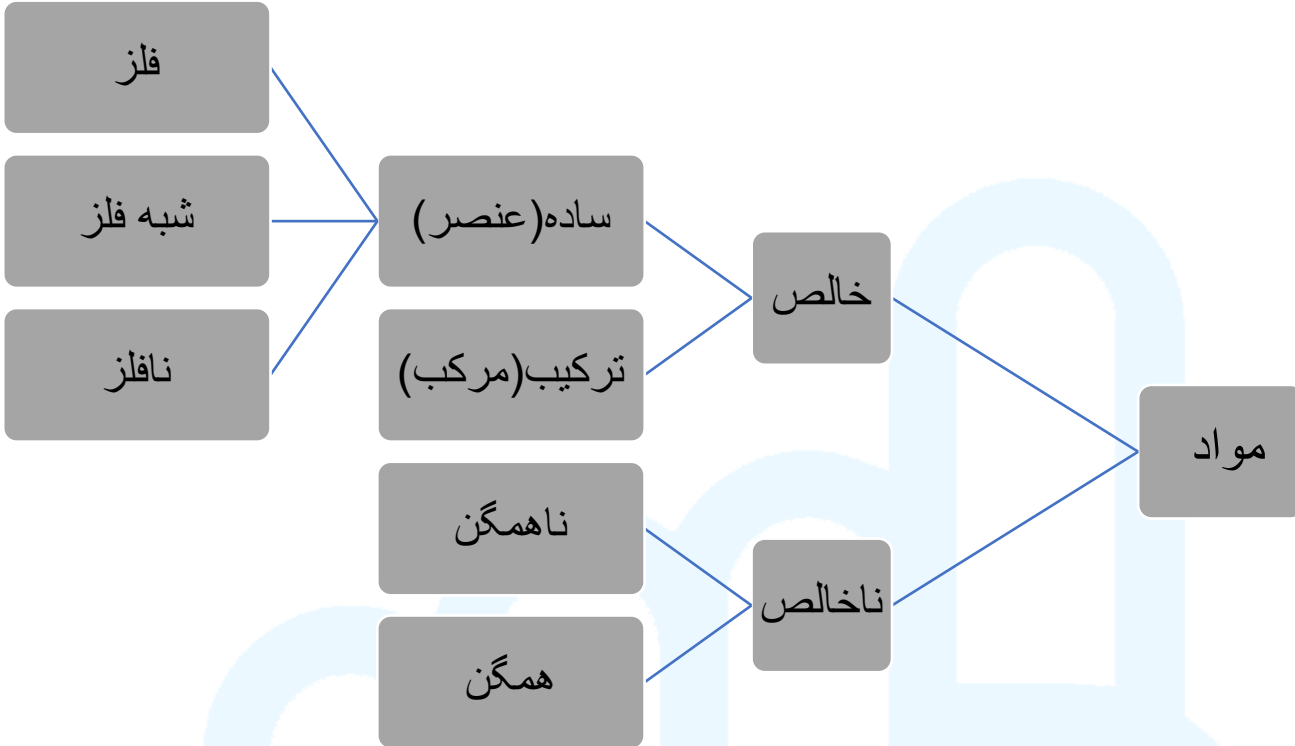 مواد
خالص
ناخالص
ساده(عنصر)
ترکیب(مرکب)
ناهمگن
همگن
فلز
شبه فلز
نافلز